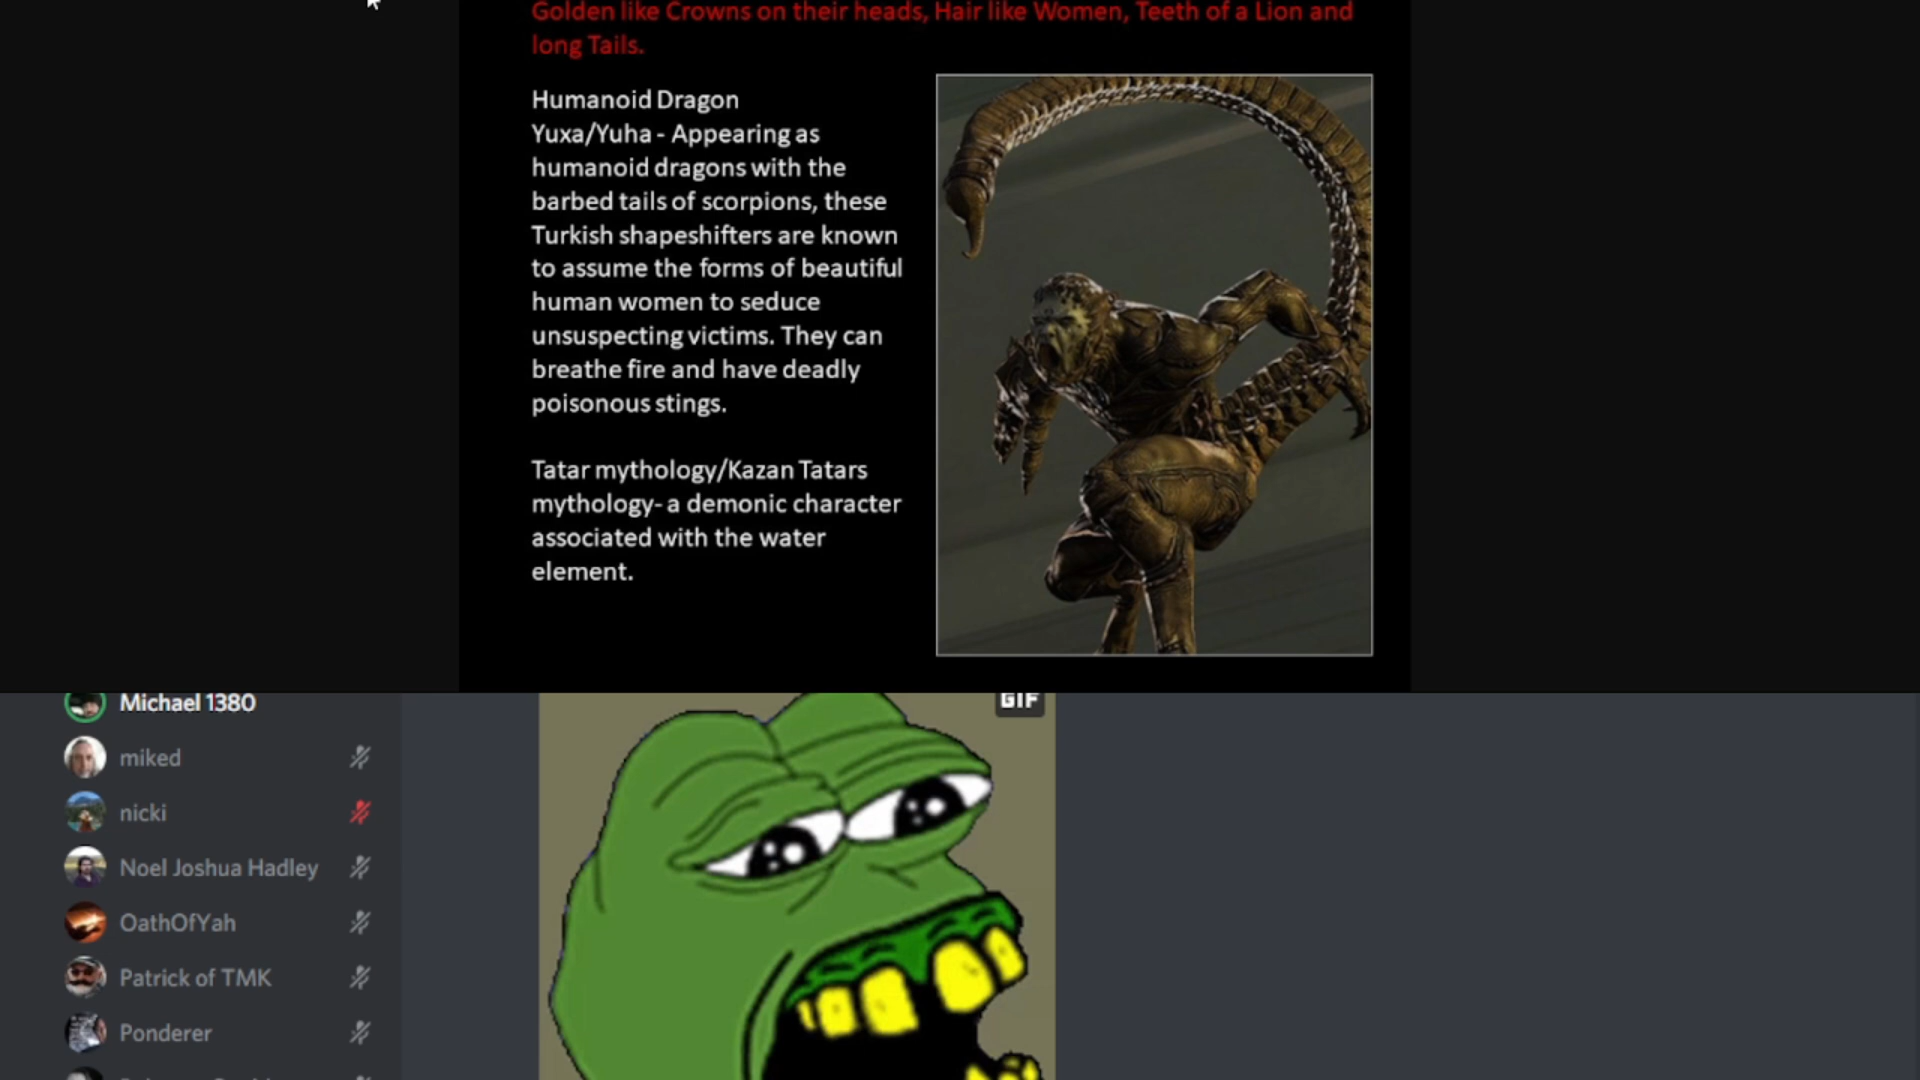 Golden like Crowns on their heads, Hair like Women, Teeth of a Lion and
long Tails.
Humanoid Dragon
Yuxa/Yuha - Appearing as
humanoid dragons with the
barbed tails of scorpions, these
Turkish shapeshifters are known
to assume the forms of beautiful
human women to seduce
unsuspecting victims. They can
breathe fire and have deadly
poisonous stings.
Tatar mythology/Kazan Tatars
mythology- a demonic character
associated with the water
element.
Michael 1380
miked
nicki
Noel Joshua Hadley
OathOfYah
Patrick of TMK
Ponderer
GIF